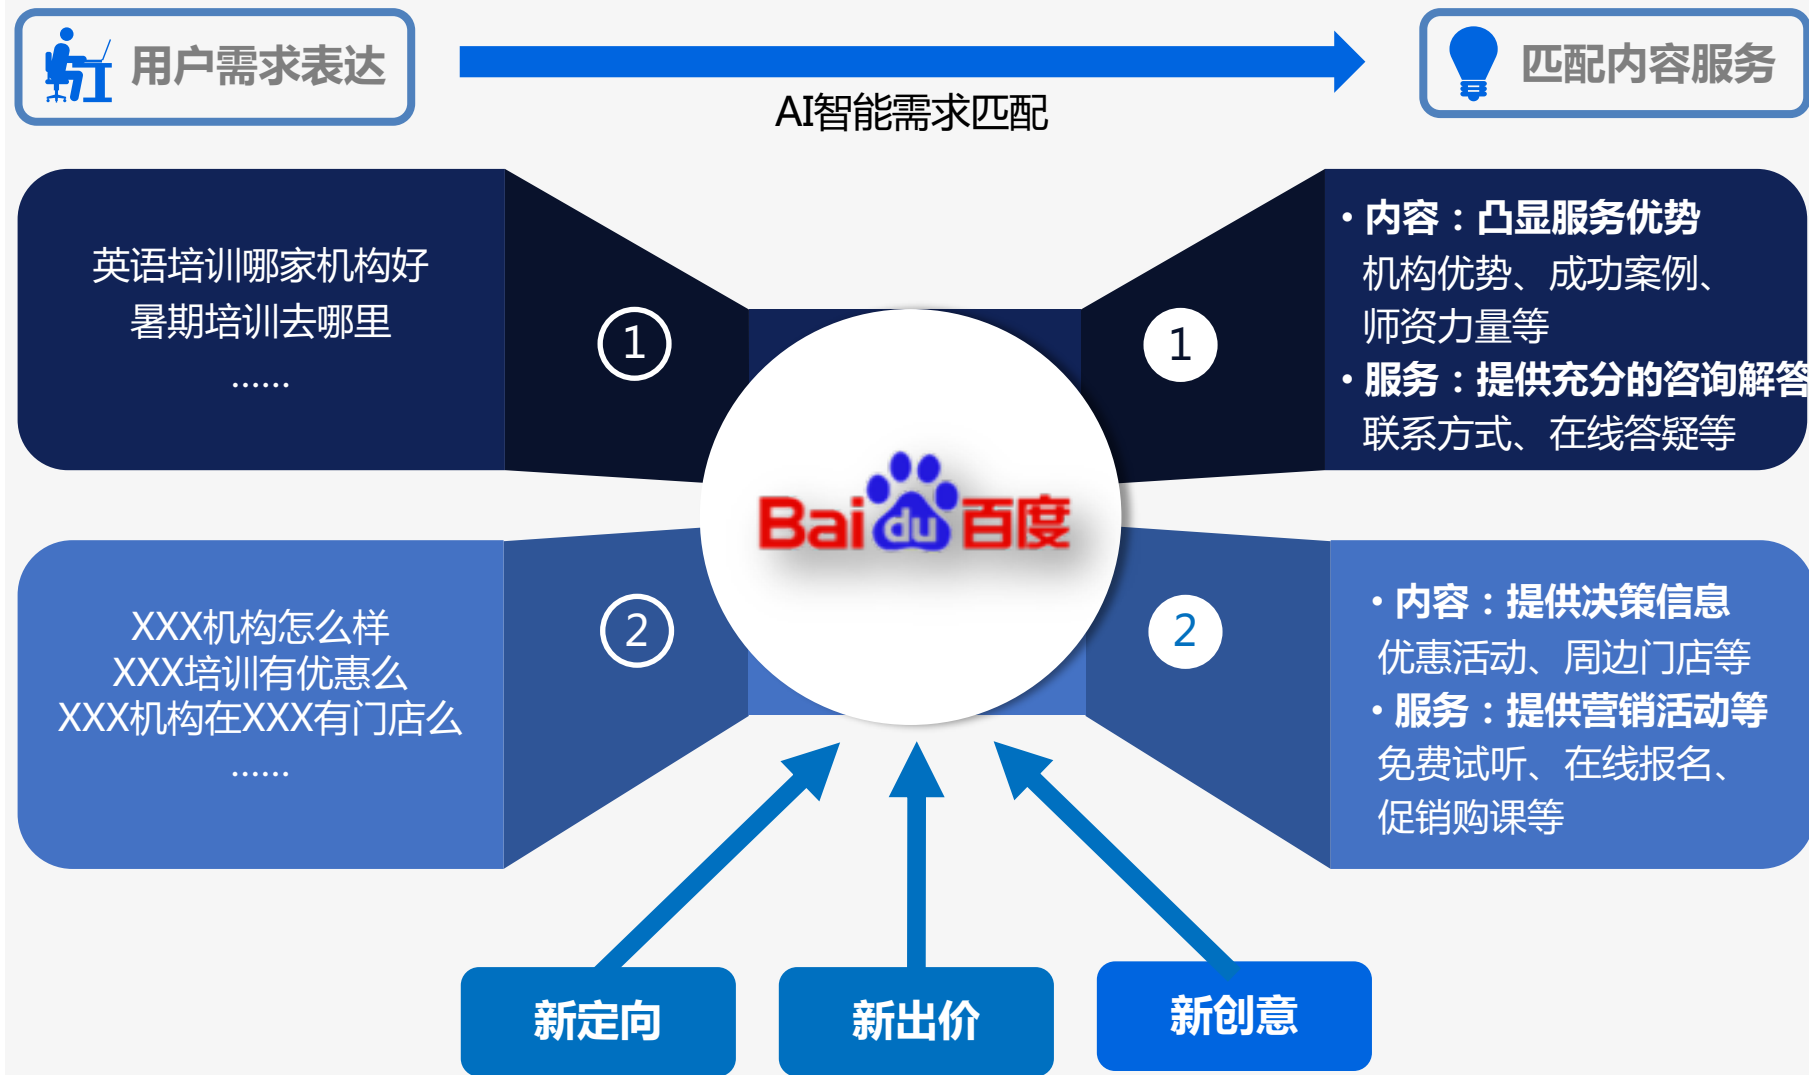 用户需求表达
AI智能需求匹配
匹配内容服务
英语培训哪家机构好
暑期培训去哪里
......
1
1
• 内容：凸显服务优势
机构优势、成功案例、
师资力量等
• 服务：提供充分的咨询解答
联系方式、在线答疑等
Bai du 百度
XXX机构怎么样
XXX培训有优惠么
XXX机构在XXX有门店么
......
2
2
• 内容：提供决策信息
优惠活动、周边门店等
• 服务：提供营销活动等
免费试听、在线报名、
促销购课等
新定向
新出价
新创意